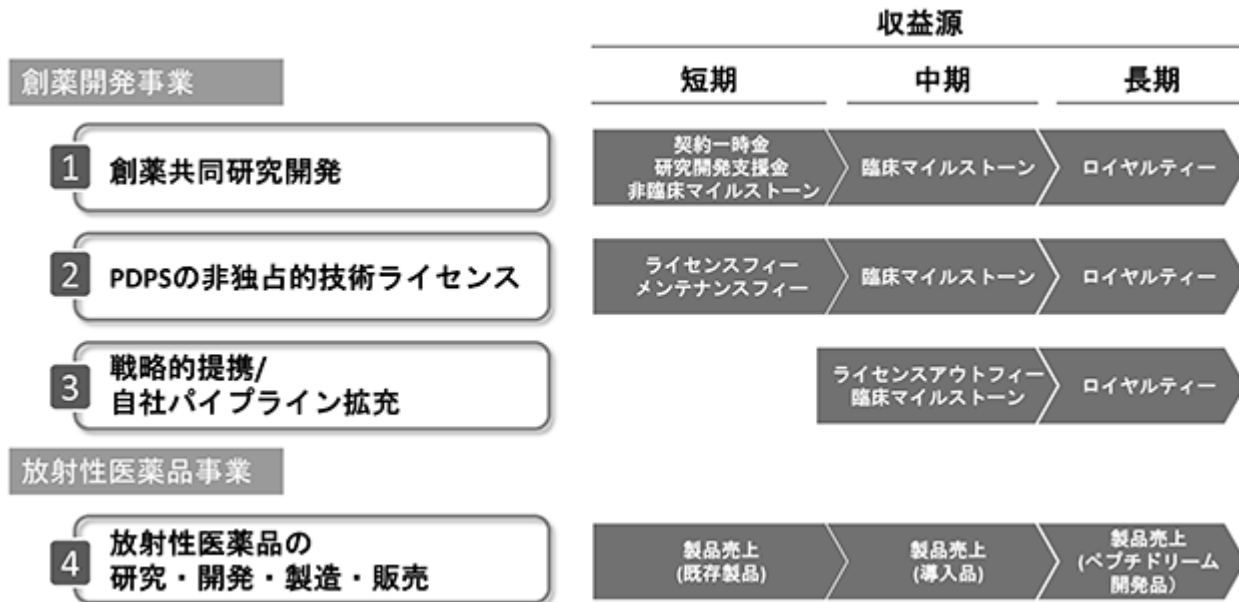 収益源
創薬開発事業
短期
中期
長期
1
創薬共同研究開発
契約一時金
研究開発支援金
非臨床マイルストーン
臨床マイルストーン
ロイヤルティー
2
PDPSの非独占的技術ライセンス
ライセンスフィー
メンテナンスフィー
臨床マイルストーン
ロイヤルティー
3
戦略的提携/
自社パイプライン拡充
ライセンスアウトフィー
臨床マイルストーン
ロイヤルティー
放射性医薬品事業
4
放射性医薬品の
研究・開発・製造・販売
製品売上
(既存製品)
製品売上
(導入品)
製品売上
(ペプチドリーム
開発品)